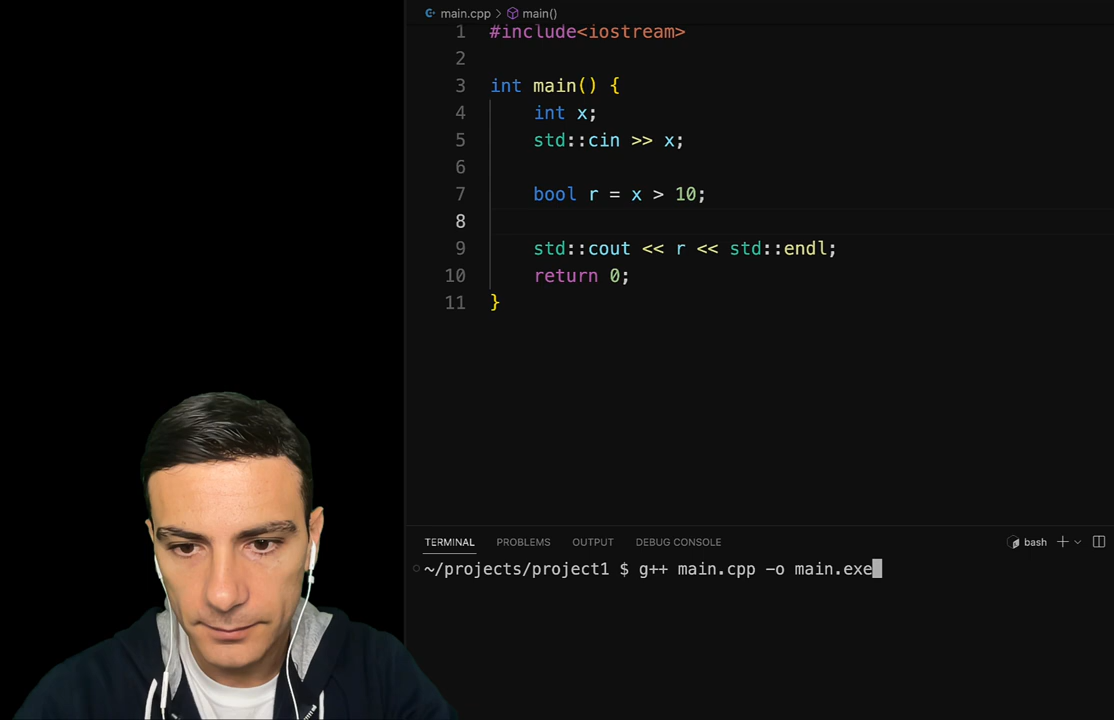 main.cpp > main()
1 #include<iostream>
2
3 int main() {
4 int x;
5 std::cin >> x;
6
7 bool r = x > 10;
8
9 std::cout << r << std::endl;
10 return 0;
11 }
TERMINAL PROBLEMS OUTPUT DEBUG CONSOLE bash
~/projects/project1 $ g++ main.cpp -o main.exe